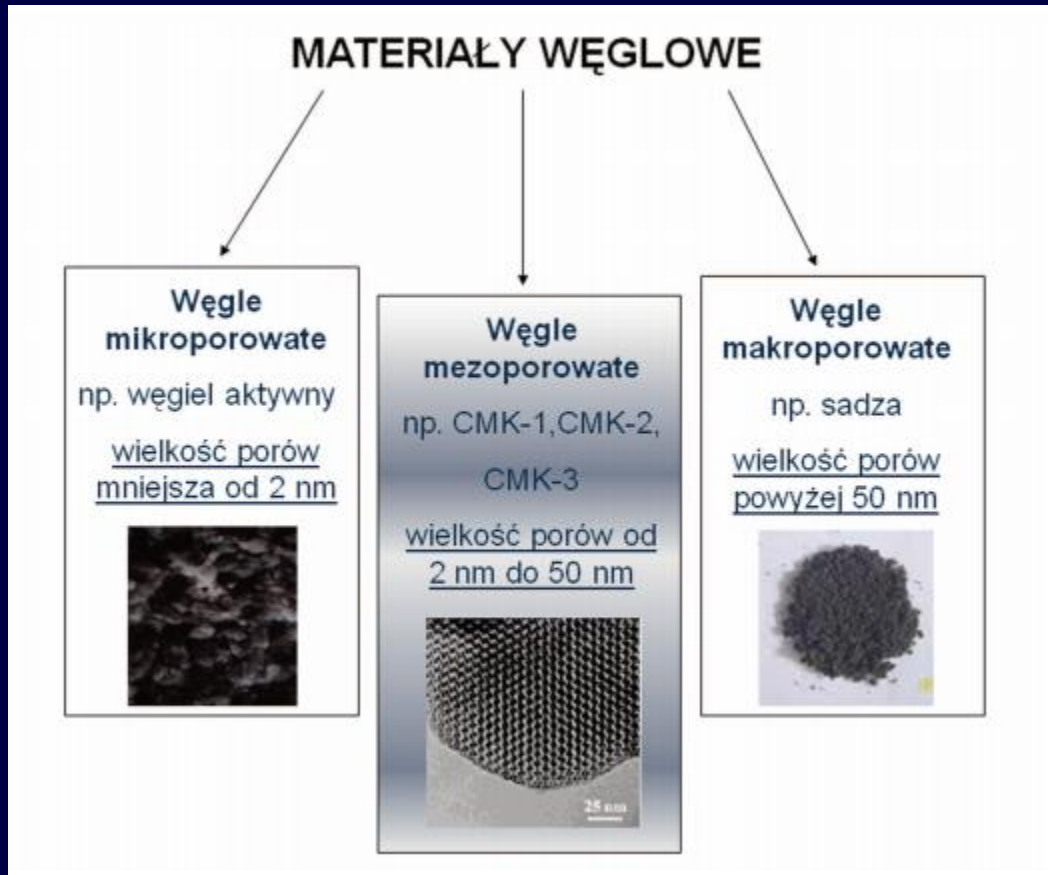 MATERIAŁY WĘGLOWE
Węgle
mikroporowate
np. węgiel aktywny
wielkość porów
mniejsza od 2 nm
Węgle
mezoporowate
np. CMK-1,CMK-2,
CMK-3
wielkość porów od
2 nm do 50 nm
25 nm
Węgle
makroporowate
np. sadza
wielkość porów
powyżej 50 nm